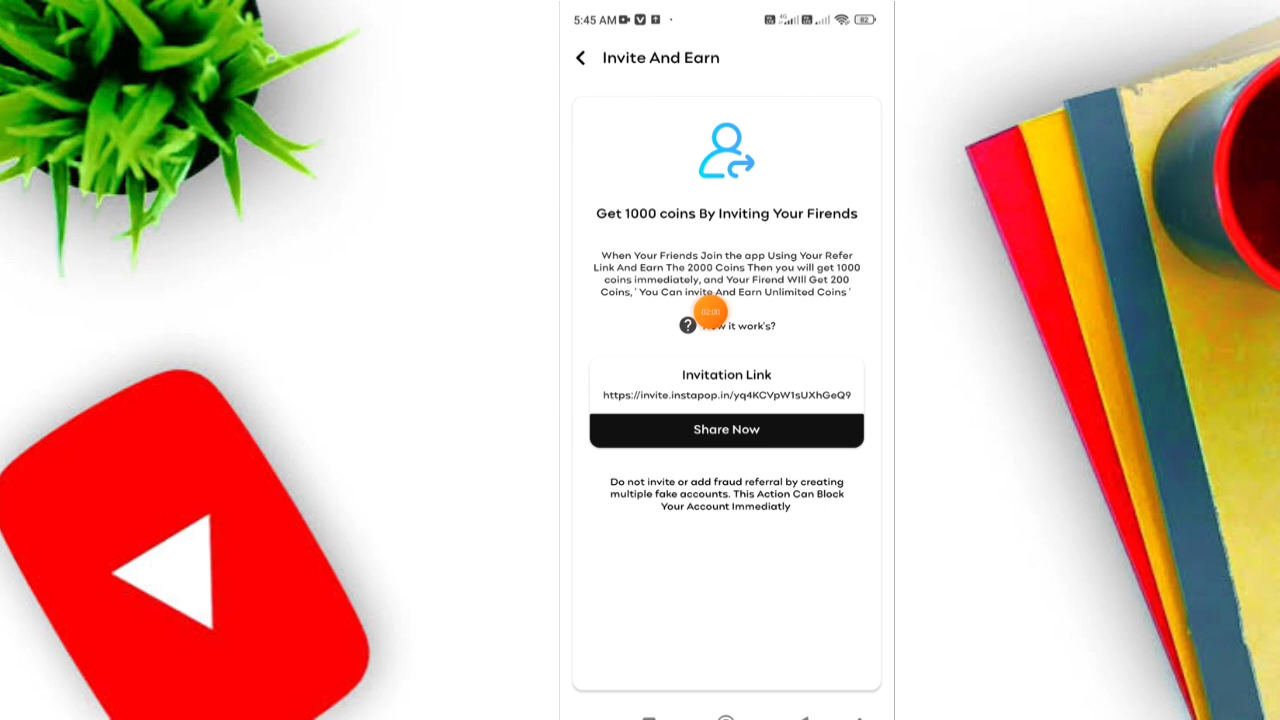 5:45 AM
82
Invite And Earn
Get 1000 coins By Inviting Your Firends
When Your Friends Join the app Using Your Refer
Link And Earn The 2000 Coins Then you will get 1000
coins immediately, and Your Firend WIll Get 200
Coins, ' You Can invite And Earn Unlimited Coins '
02:00
it work's?
Invitation Link
https://invite.instapop.in/yq4KCVpW1sUXhGeQ9
Share Now
Do not invite or add fraud referral by creating
multiple fake accounts. This Action Can Block
Your Account Immediatly